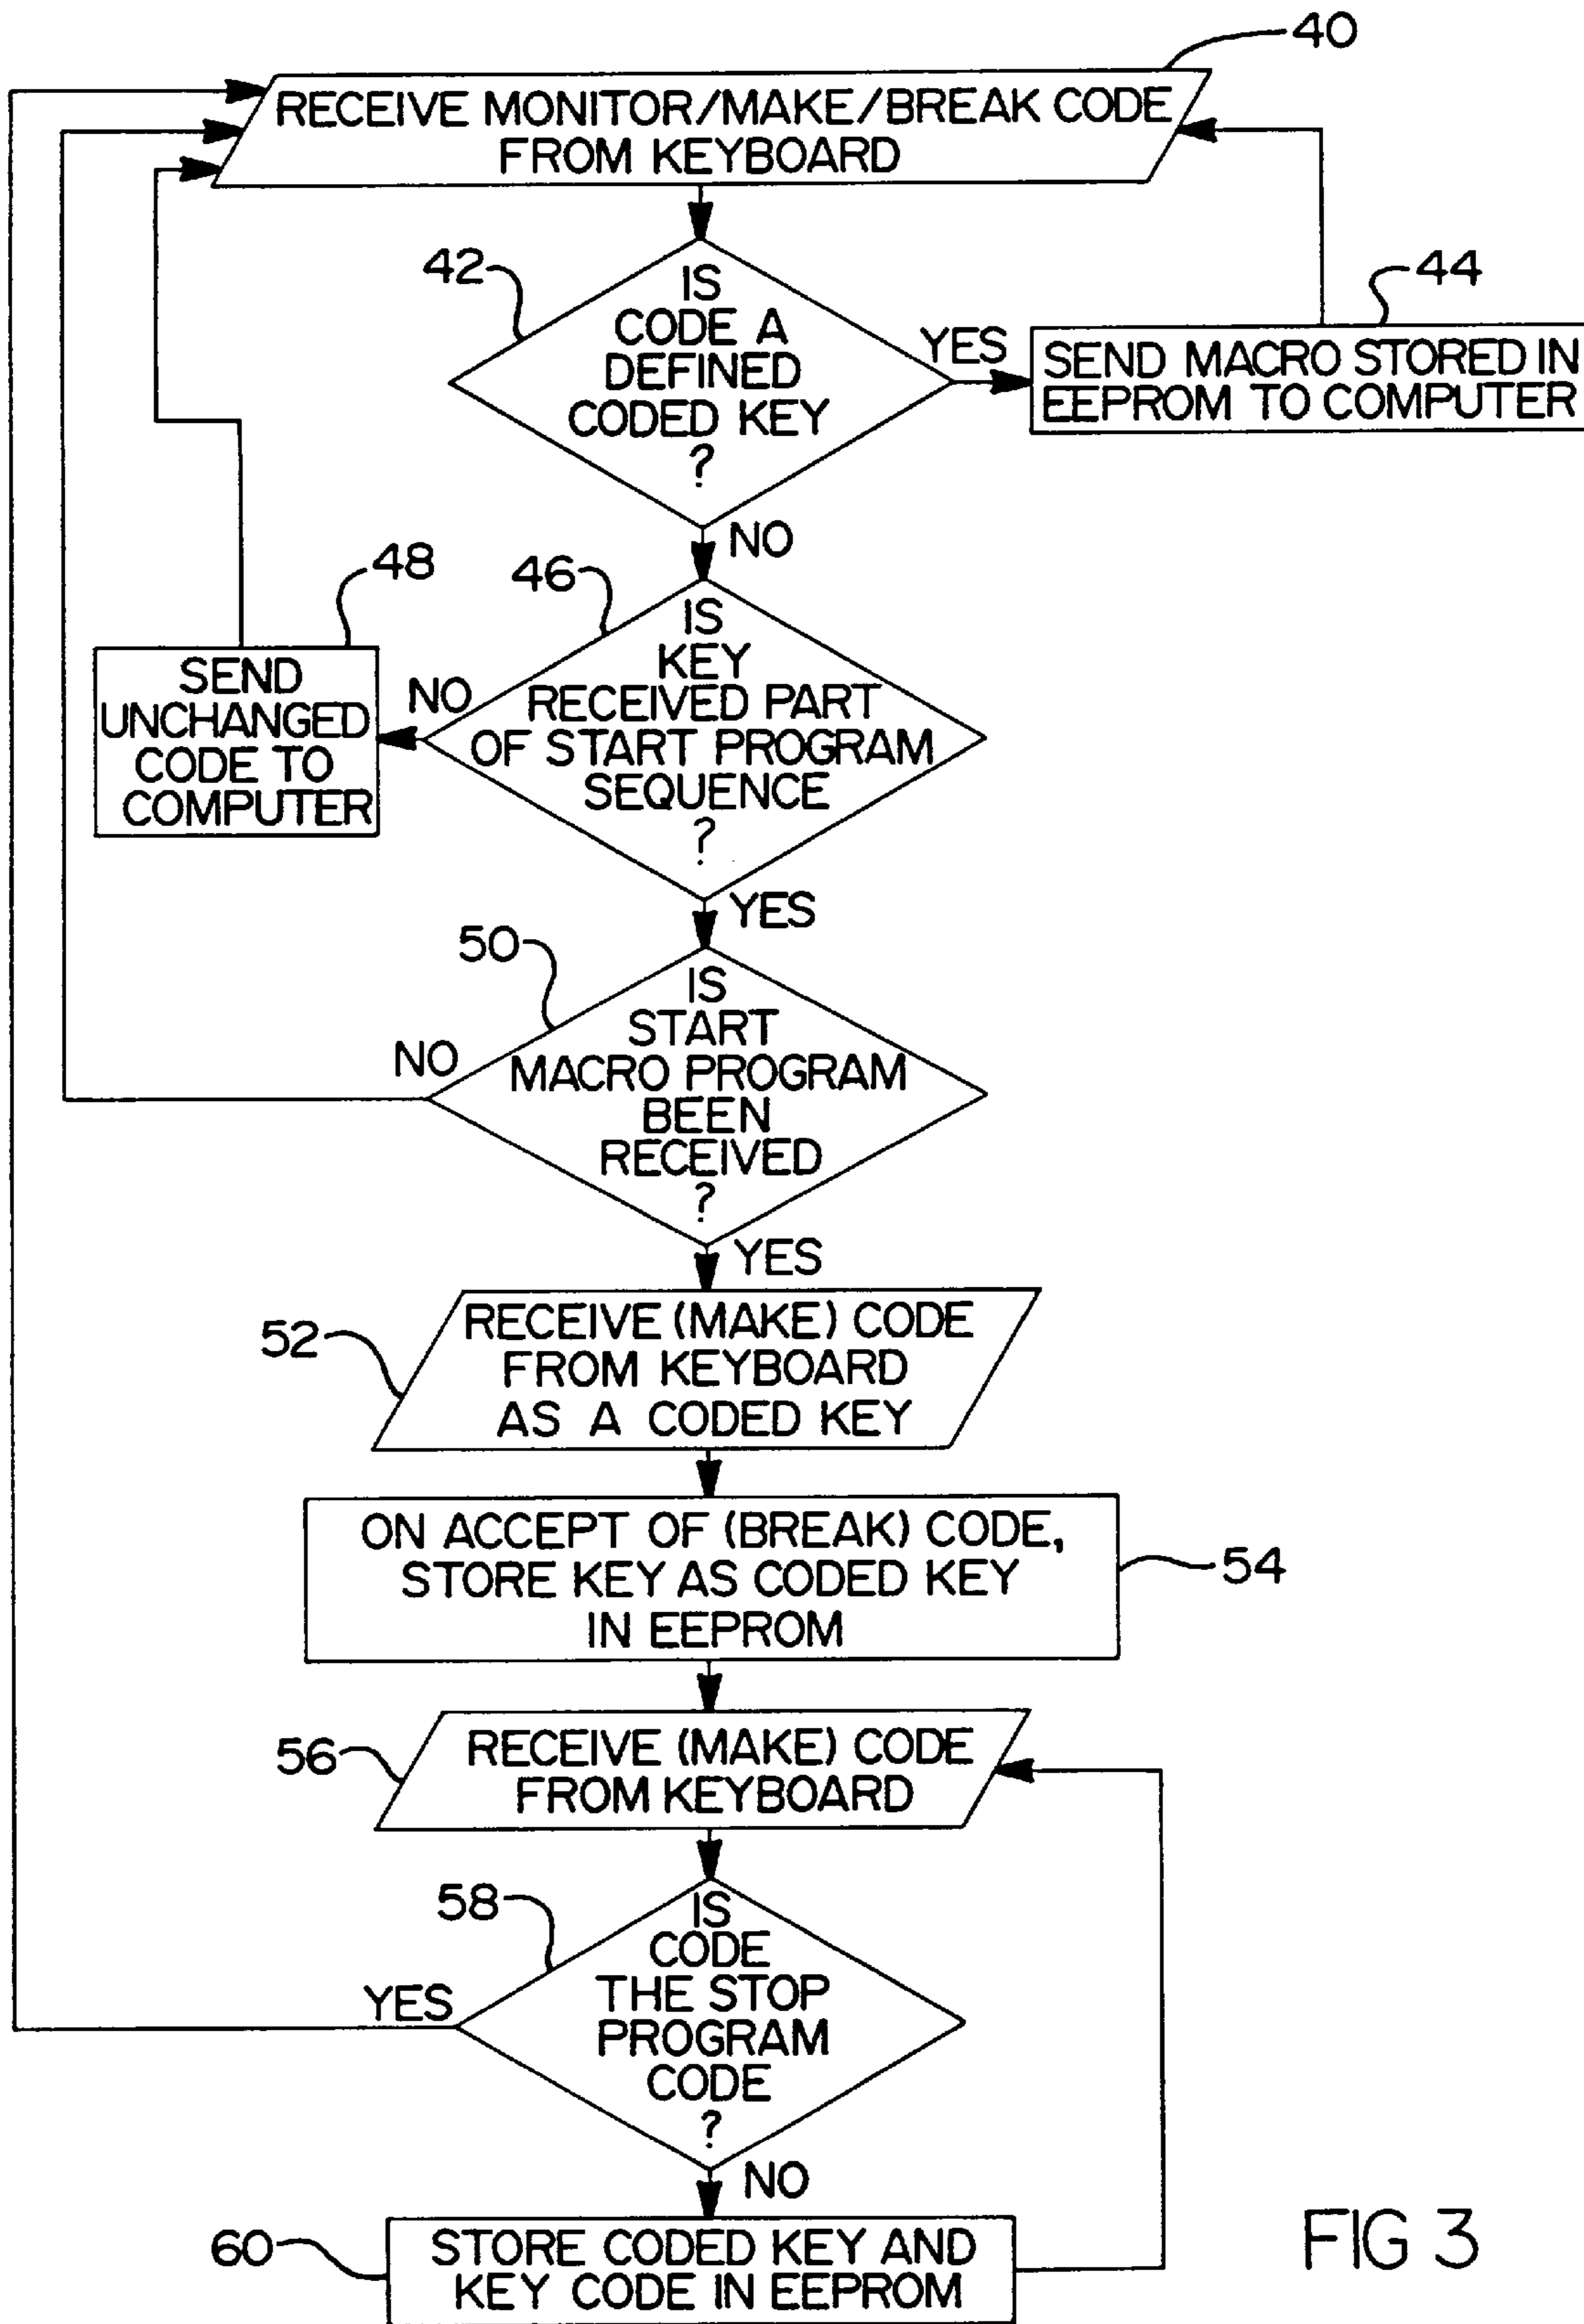 40
RECEIVE MONITOR/MAKE/BREAK CODE
FROM KEYBOARD
42
IS
CODE A
DEFINED
CODED KEY
?
YES
44
SEND MACRO STORED IN
EEPROM TO COMPUTER
NO
48
SEND
UNCHANGED
CODE TO
COMPUTER
NO
46
IS
KEY
RECEIVED PART
OF START PROGRAM
SEQUENCE
?
YES
50
NO
IS
START
MACRO PROGRAM
BEEN
RECEIVED
?
YES
52
RECEIVE (MAKE) CODE
FROM KEYBOARD
AS A CODED KEY
ON ACCEPT OF (BREAK) CODE,
STORE KEY AS CODED KEY
IN EEPROM
54
56
RECEIVE (MAKE) CODE
FROM KEYBOARD
58
YES
IS
CODE
THE STOP
PROGRAM
CODE
?
NO
60
STORE CODED KEY AND
KEY CODE IN EEPROM
FIG 3